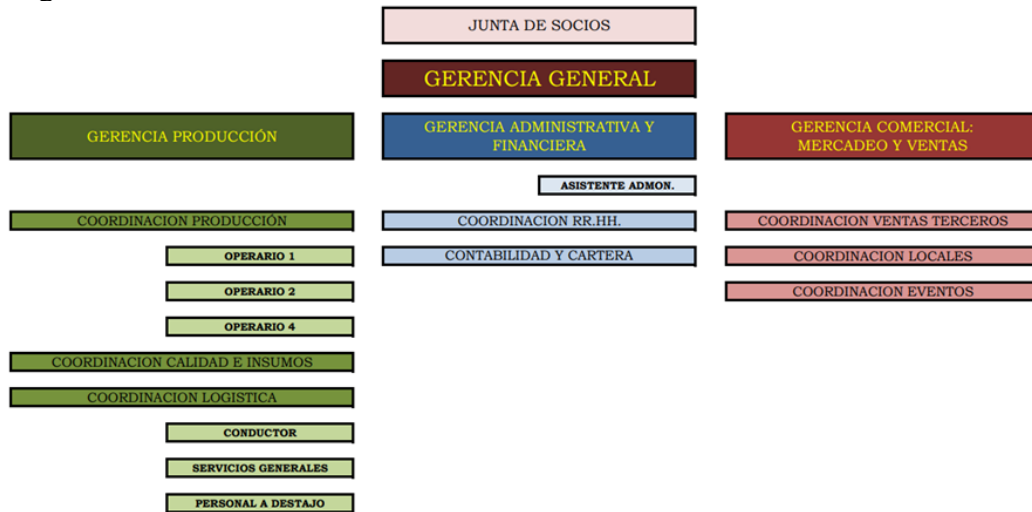 JUNTA DE SOCIOS
GERENCIA GENERAL
GERENCIA PRODUCCIÓN
GERENCIA ADMINISTRATIVA Y
FINANCIERA
GERENCIA COMERCIAL:
MERCADEO Y VENTAS
ASISTENTE ADMON.
COORDINACION PRODUCCIÓN
COORDINACION RR.HH.
COORDINACION VENTAS TERCEROS
OPERARIO 1
CONTABILIDAD Y CARTERA
COORDINACION LOCALES
OPERARIO 2
COORDINACION EVENTOS
OPERARIO 4
COORDINACION CALIDAD E INSUMOS
COORDINACION LOGISTICA
CONDUCTOR
SERVICIOS GENERALES
PERSONAL A DESTAJO